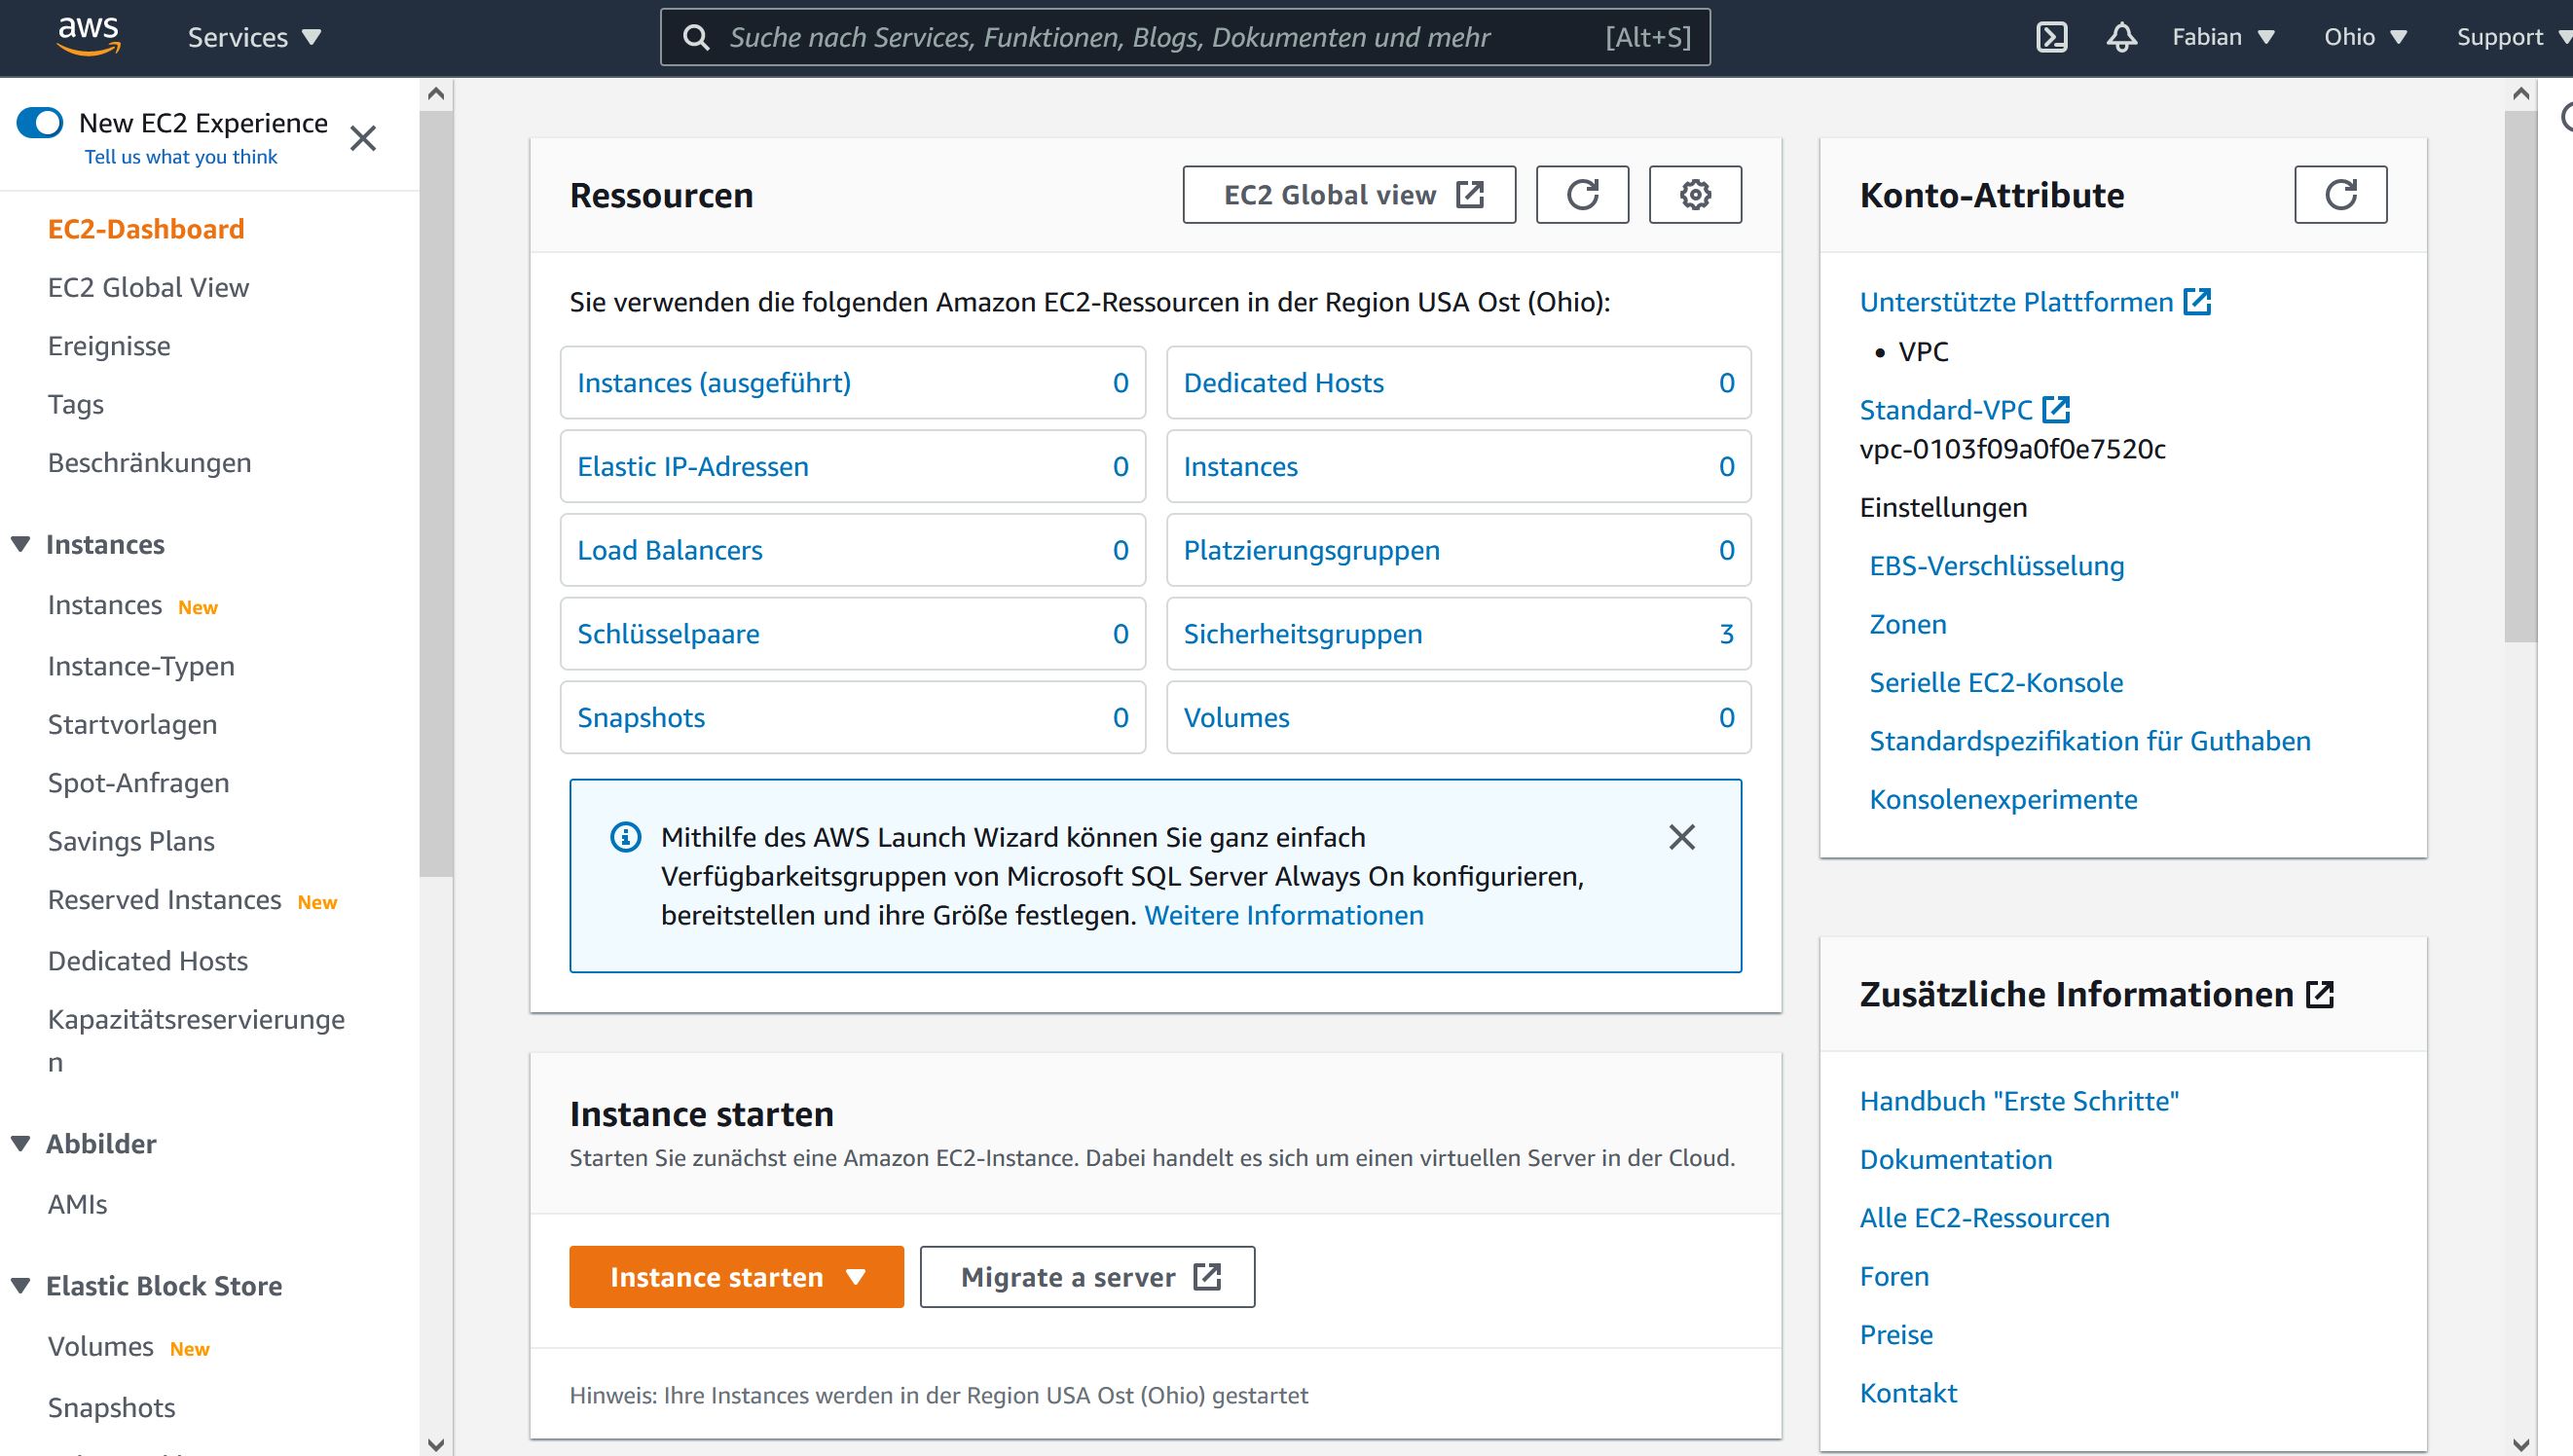 aws
Services
Suche nach Services, Funktionen, Blogs, Dokumenten und mehr
[Alt+S]
Fabian
Ohio
Support
New EC2 Experience
Tell us what you think
EC2-Dashboard
EC2 Global View
Ereignisse
Tags
Beschränkungen
Instances
Instances New
Instance-Typen
Startvorlagen
Spot-Anfragen
Savings Plans
Reserved Instances New
Dedicated Hosts
Kapazitätsreservierunge
n
Abbilder
AMIs
Elastic Block Store
Volumes New
Snapshots
Ressourcen
EC2 Global view
Sie verwenden die folgenden Amazon EC2-Ressourcen in der Region USA Ost (Ohio):
Instances (ausgeführt) 0
Dedicated Hosts 0
Elastic IP-Adressen 0
Instances 0
Load Balancers 0
Platzierungsgruppen 0
Schlüsselpaare 0
Sicherheitsgruppen 3
Snapshots 0
Volumes 0
Mithilfe des AWS Launch Wizard können Sie ganz einfach
Verfügbarkeitsgruppen von Microsoft SQL Server Always On konfigurieren,
bereitstellen und ihre Größe festlegen. Weitere Informationen
Instance starten
Starten Sie zunächst eine Amazon EC2-Instance. Dabei handelt es sich um einen virtuellen Server in der Cloud.
Instance starten
Migrate a server
Hinweis: Ihre Instances werden in der Region USA Ost (Ohio) gestartet
Konto-Attribute
Unterstützte Plattformen
• VPC
Standard-VPC
vpc-0103f09a0f0e7520c
Einstellungen
EBS-Verschlüsselung
Zonen
Serielle EC2-Konsole
Standardspezifikation für Guthaben
Konsolenexperimente
Zusätzliche Informationen
Handbuch "Erste Schritte"
Dokumentation
Alle EC2-Ressourcen
Foren
Preise
Kontakt